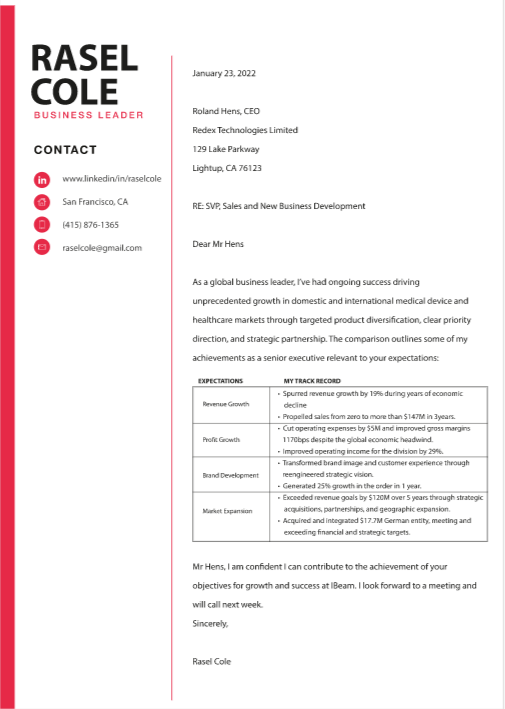 RASEL
COLE
BUSINESS LEADER
CONTACT
www.linkedin/in/raselcole
San Francisco, CA
(415) 876-1365
raselcole@gmail.com
January 23, 2022
Roland Hens, CEO
Redex Technologies Limited
129 Lake Parkway
Lightup, CA 76123
RE: SVP, Sales and New Business Development
Dear Mr Hens
As a global business leader, I've had ongoing success driving
unprecedented growth in domestic and international medical device and
healthcare markets through targeted product diversification, clear priority
direction, and strategic partnership. The comparison outlines some of my
achievements as a senior executive relevant to your expectations:
EXPECTATIONS MY TRACK RECORD
Revenue Growth
• Spurred revenue growth by 19% during years of economic
decline
• Propelled sales from zero to more than $147M in 3years.
Profit Growth
• Cut operating expenses by $5M and improved gross margins
1170bps despite the global economic headwind.
• Improved operating income for the division by 29%.
Brand Development
• Transformed brand image and customer experience through
reengineered strategic vision.
• Generated 25% growth in the order in 1 year.
Market Expansion
• Exceeded revenue goals by $120M over 5 years through strategic
acquisitions, partnerships, and geographic expansion.
• Acquired and integrated $17.7M German entity, meeting and
exceeding financial and strategic targets.
Mr Hens, I am confident I can contribute to the achievement of your
objectives for growth and success at IBeam. I look forward to a meeting and
will call next week.
Sincerely,
Rasel Cole